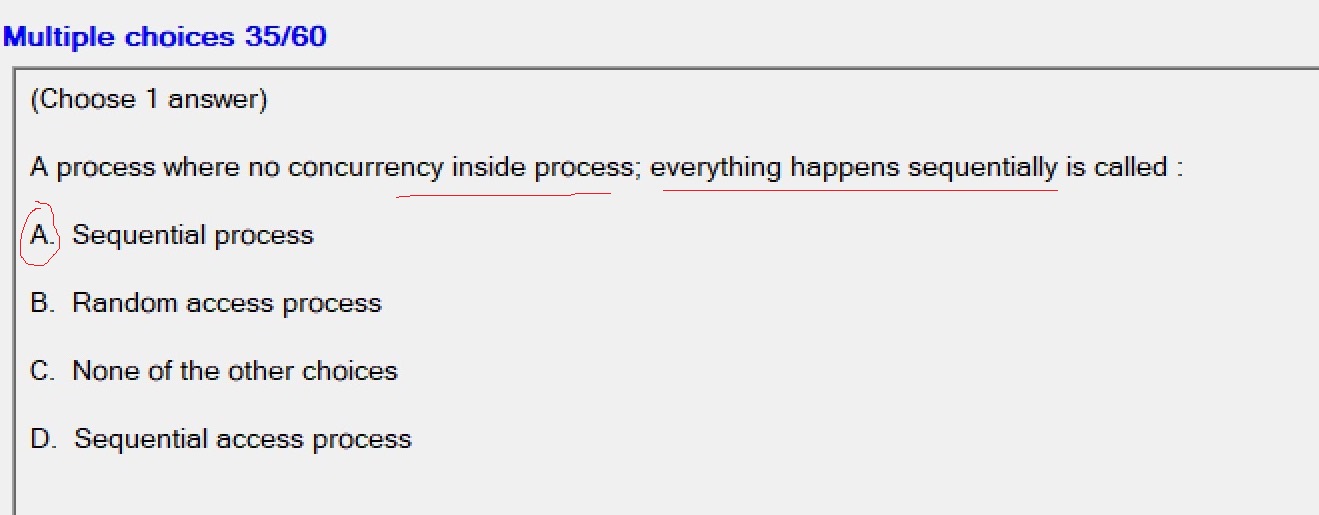 Multiple choices 35/60
(Choose 1 answer)
A process where no concurrency inside process; everything happens sequentially is called :
A. Sequential process
B. Random access process
C. None of the other choices
D. Sequential access process